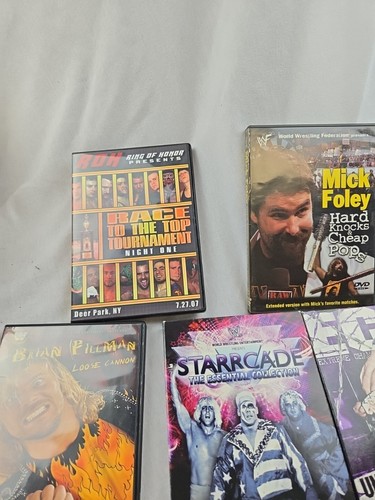 ROH RING OF HONOR
PRESENTS
RACE
TO THE TOP
TOURNAMENT
NIGHT ONE
Deer Park, NY 7.27.07
World Wrestling Federation
Mick
Foley
Hard
Knocks
& Cheap
Pops
DVD
Extended version with Mick's favorite matches.
BRIAN PILLMAN
LOOSE CANNON
STARRCADE
THE ESSENTIAL COLLECTION